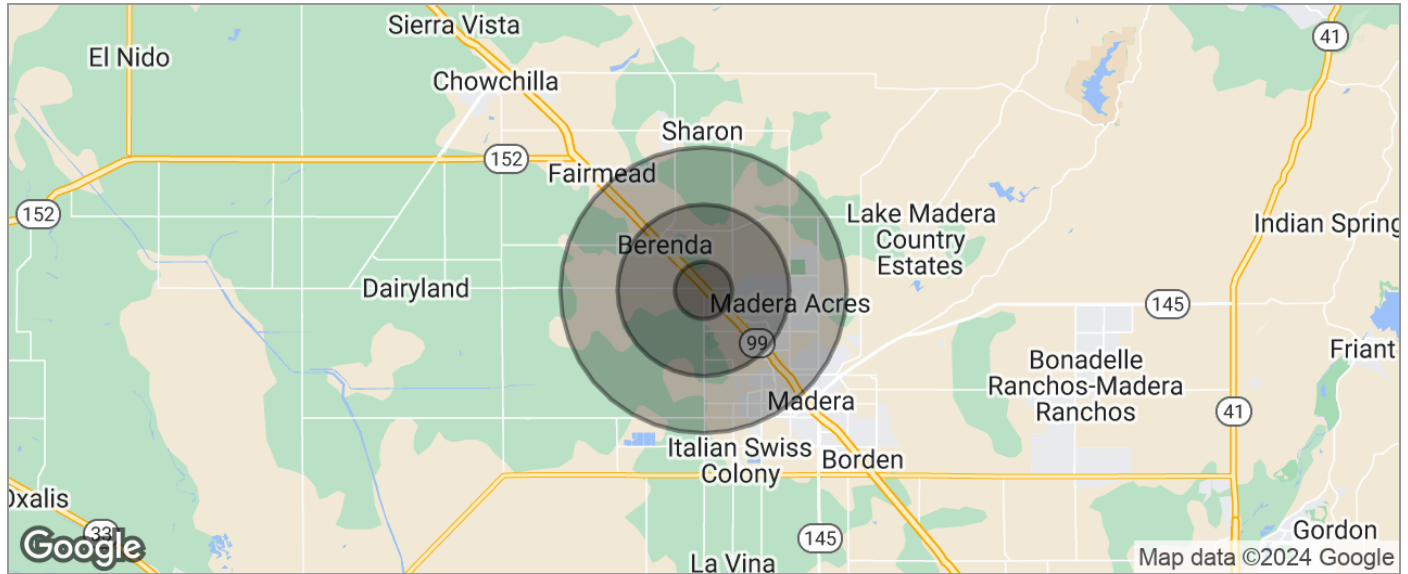 Sierra Vista
41
El Nido
Chowchilla
Sharon
152
Fairmead
152
Lake Madera
Country
Estates
Indian Spring
Berenda
Dairyland
Madera Acres
145
99
Friant
Bonadelle
Ranchos-Madera
Ranchos
Madera
41
Italian Swiss
Colony
Borden
Oxalis
33
145
Gordon
Google
La Vina
Map data ©2024 Google